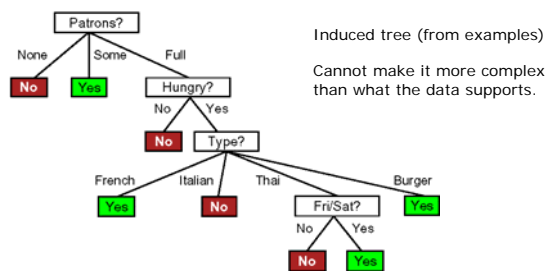 Patrons?
Induced tree (from examples)
None Some Full
Cannot make it more complex
than what the data supports.
No Yes Hungry?
No Yes
No Type?
French Italian Thai Burger
Yes No Fri/Sat? Yes
No Yes
No Yes